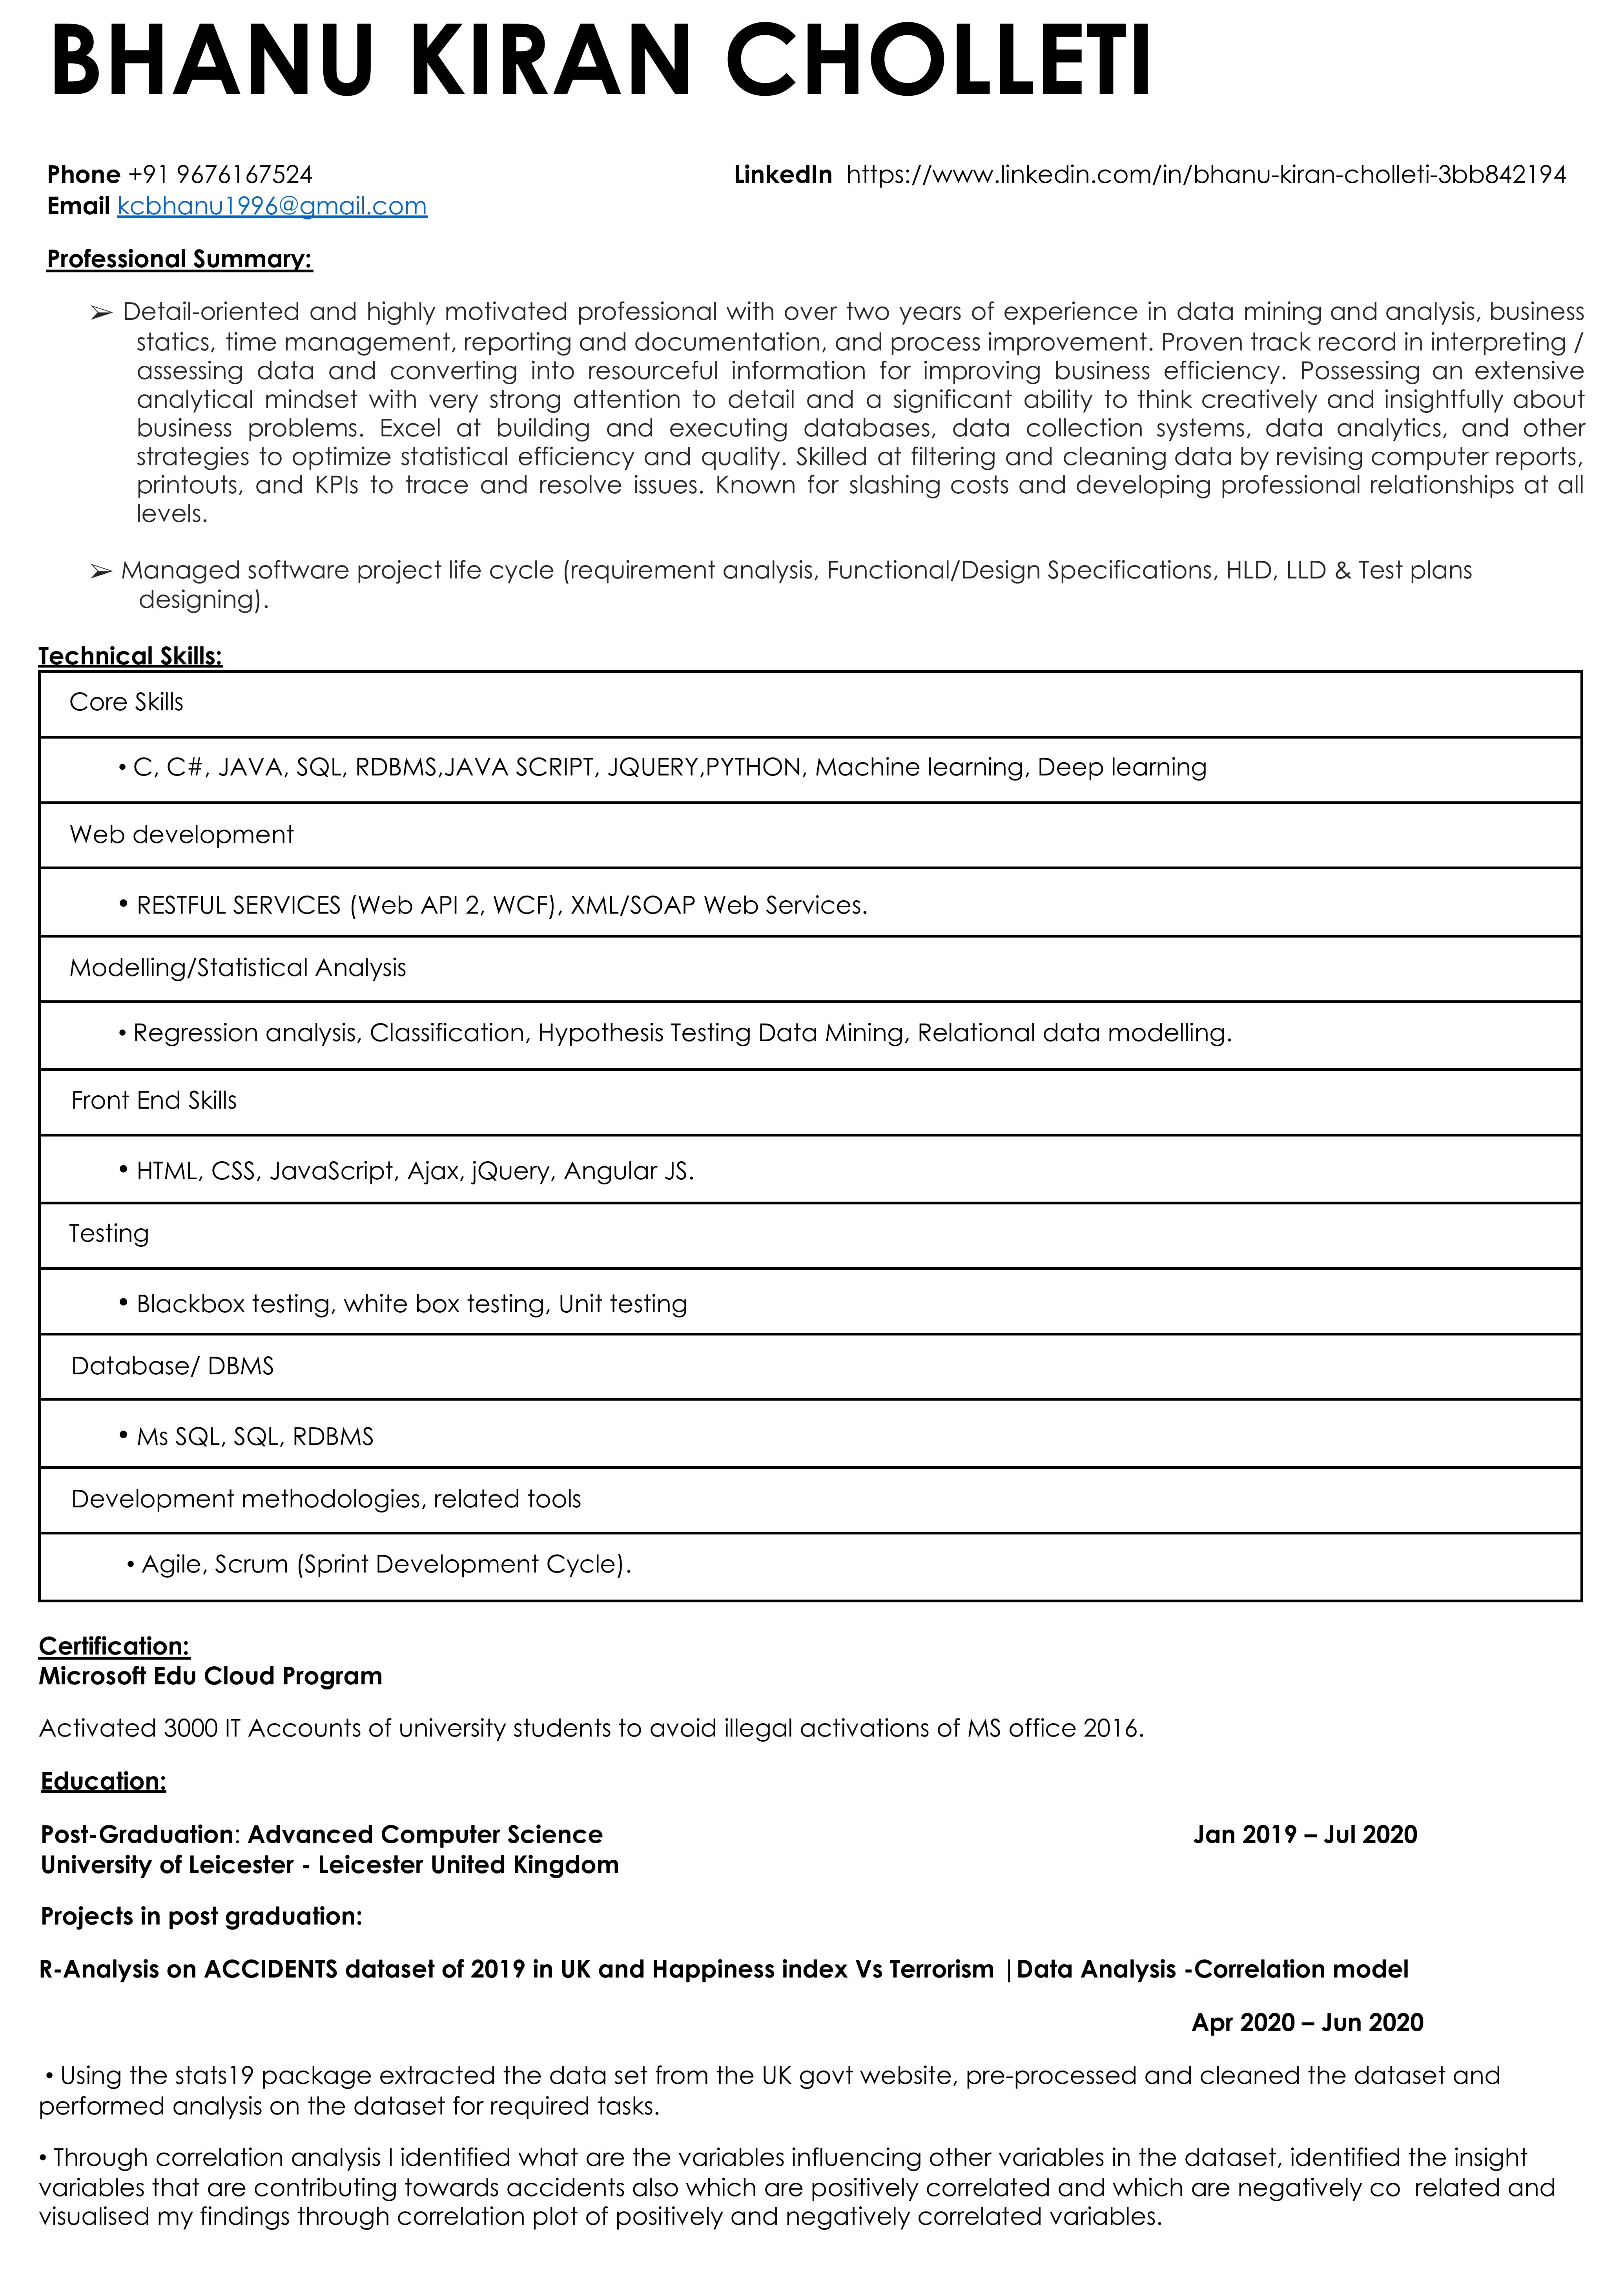 BHANU KIRAN CHOLLETI
Phone +91 9676167524 LinkedIn https://www.linkedin.com/in/bhanu-kiran-cholleti-3bb842194
Email kcbhanu1996@gmail.com
Professional Summary:
➢ Detail-oriented and highly motivated professional with over two years of experience in data mining and analysis, business
statics, time management, reporting and documentation, and process improvement. Proven track record in interpreting /
assessing data and converting into resourceful information for improving business efficiency. Possessing an extensive
analytical mindset with very strong attention to detail and a significant ability to think creatively and insightfully about
business problems. Excel at building and executing databases, data collection systems, data analytics, and other
strategies to optimize statistical efficiency and quality. Skilled at filtering and cleaning data by revising computer reports,
printouts, and KPIs to trace and resolve issues. Known for slashing costs and developing professional relationships at all
levels.
➢ Managed software project life cycle (requirement analysis, Functional/Design Specifications, HLD, LLD & Test plans
designing).
Technical Skills:
Core Skills
• C, C#, JAVA, SQL, RDBMS,JAVA SCRIPT, JQUERY,PYTHON, Machine learning, Deep learning
Web development
• RESTFUL SERVICES (Web API 2, WCF), XML/SOAP Web Services.
Modelling/Statistical Analysis
• Regression analysis, Classification, Hypothesis Testing Data Mining, Relational data modelling.
Front End Skills
• HTML, CSS, JavaScript, Ajax, jQuery, Angular JS.
Testing
• Blackbox testing, white box testing, Unit testing
Database/ DBMS
• Ms SQL, SQL, RDBMS
Development methodologies, related tools
• Agile, Scrum (Sprint Development Cycle).
Certification:
Microsoft Edu Cloud Program
Activated 3000 IT Accounts of university students to avoid illegal activations of MS office 2016.
Education:
Post-Graduation: Advanced Computer Science Jan 2019 – Jul 2020
University of Leicester - Leicester United Kingdom
Projects in post graduation:
R-Analysis on ACCIDENTS dataset of 2019 in UK and Happiness index Vs Terrorism |Data Analysis -Correlation model
Apr 2020 – Jun 2020
• Using the stats19 package extracted the data set from the UK govt website, pre-processed and cleaned the dataset and
performed analysis on the dataset for required tasks.
• Through correlation analysis I identified what are the variables influencing other variables in the dataset, identified the insight
variables that are contributing towards accidents also which are positively correlated and which are negatively co related and
visualised my findings through correlation plot of positively and negatively correlated variables.